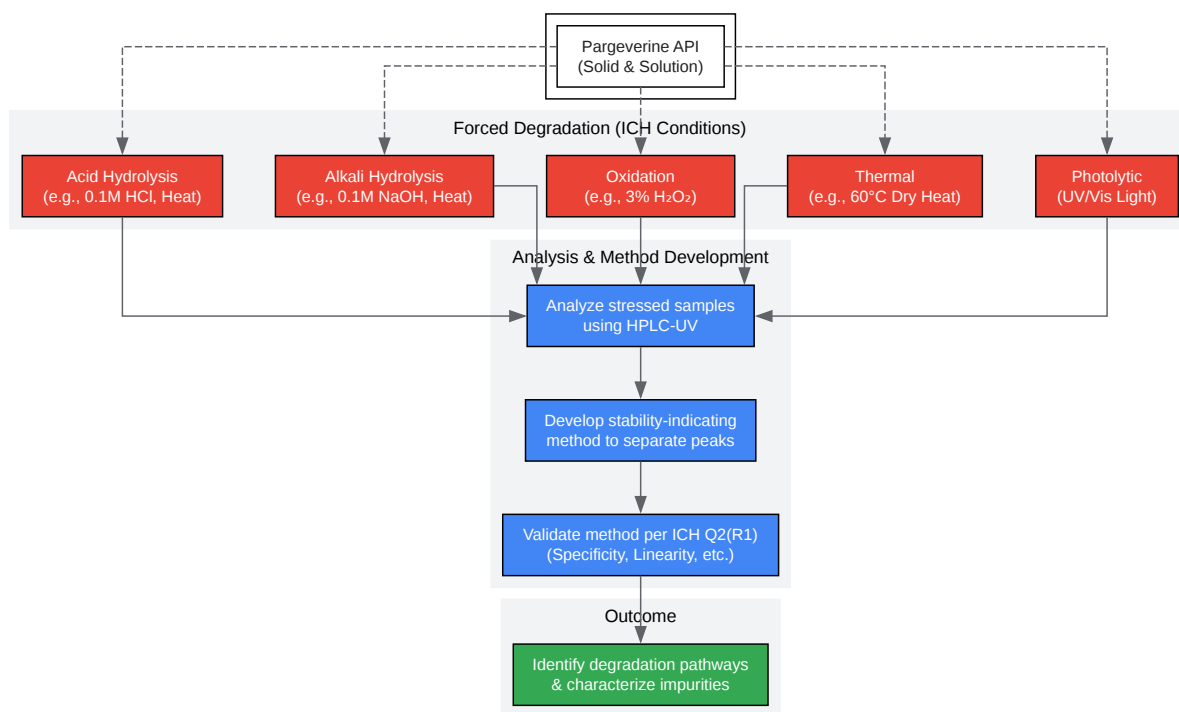 Pargeverine API
(Solid & Solution)
Forced Degradation (ICH Conditions)
Acid Hydrolysis
(e.g., 0.1M HCl, Heat)
Alkali Hydrolysis
(e.g., 0.1M NaOH, Heat)
Oxidation
(e.g., 3% H₂O₂)
Thermal
(e.g., 60°C Dry Heat)
Photolytic
(UV/Vis Light)
Analysis & Method Development
Analyze stressed samples
using HPLC-UV
Develop stability-indicating
method to separate peaks
Validate method per ICH Q2(R1)
(Specificity, Linearity, etc.)
Outcome
Identify degradation pathways
& characterize impurities